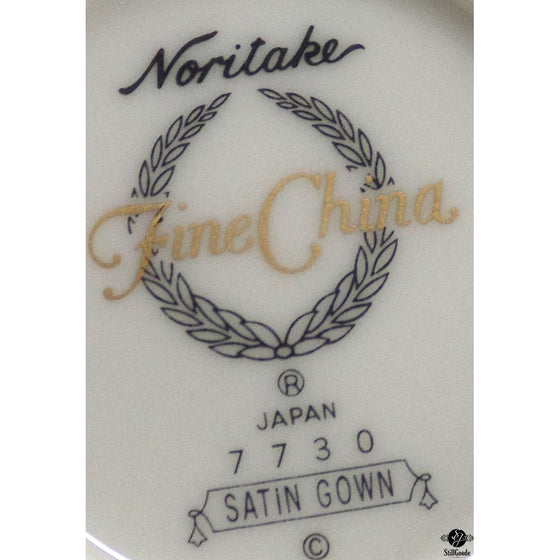 Noritake
Fine China
®
JAPAN
7730
SATiN GOWN
©
StillGoode